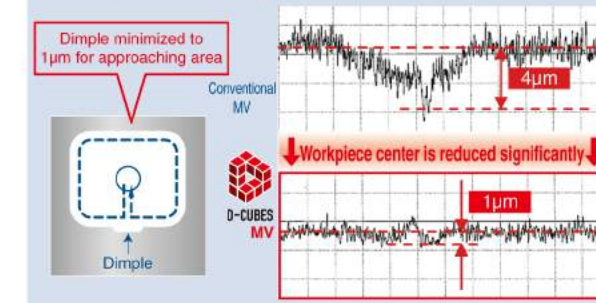 Dimple minimized to
1μm for approaching area
Conventional
MV
4μm
Workpiece center is reduced significantly
D-CUBES
MV
1μm
Dimple